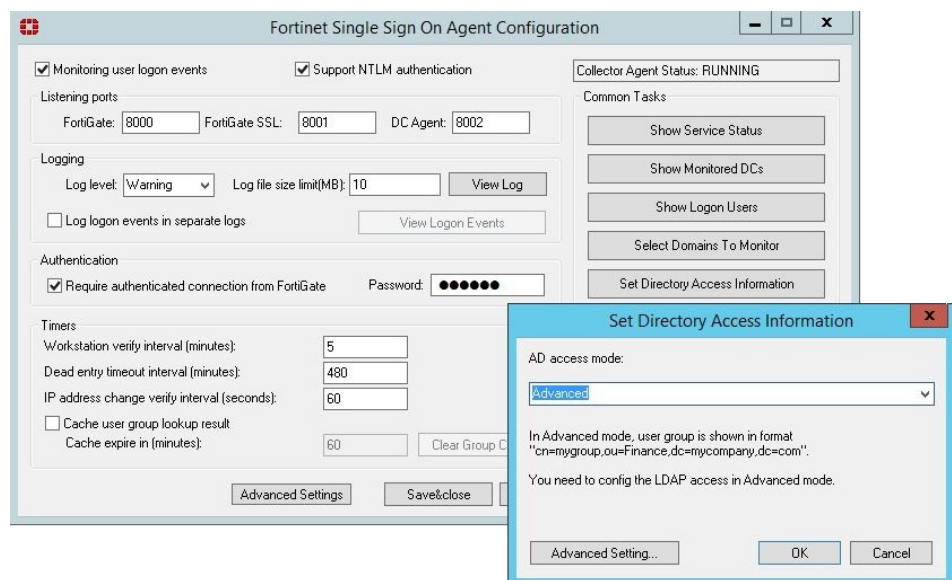 Fortinet Single Sign On Agent Configuration
Monitoring user logon events
Support NTLM authentication
Collector Agent Status: RUNNING
Listening ports
FortiGate: 8000 FortiGate SSL: 8001 DC Agent: 8002
Logging
Log level: Warning Log file size limit(MB): 10 View Log
Log logon events in separate logs View Logon Events
Authentication
Require authenticated connection from FortiGate Password: ●●●●●●
Timers
Workstation verify interval (minutes): 5
Dead entry timeout interval (minutes): 480
IP address change verify interval (seconds): 60
Cache user group lookup result
Cache expire in (minutes): 60 Clear Group C
Advanced Settings Save&close
Common Tasks
Show Service Status
Show Monitored DCs
Show Logon Users
Select Domains To Monitor
Set Directory Access Information
Set Directory Access Information
AD access mode:
Advanced
In Advanced mode, user group is shown in format
"cn=mygroup,ou=Finance,dc=mycompany,dc=com".
You need to config the LDAP access in Advanced mode.
Advanced Setting... OK Cancel